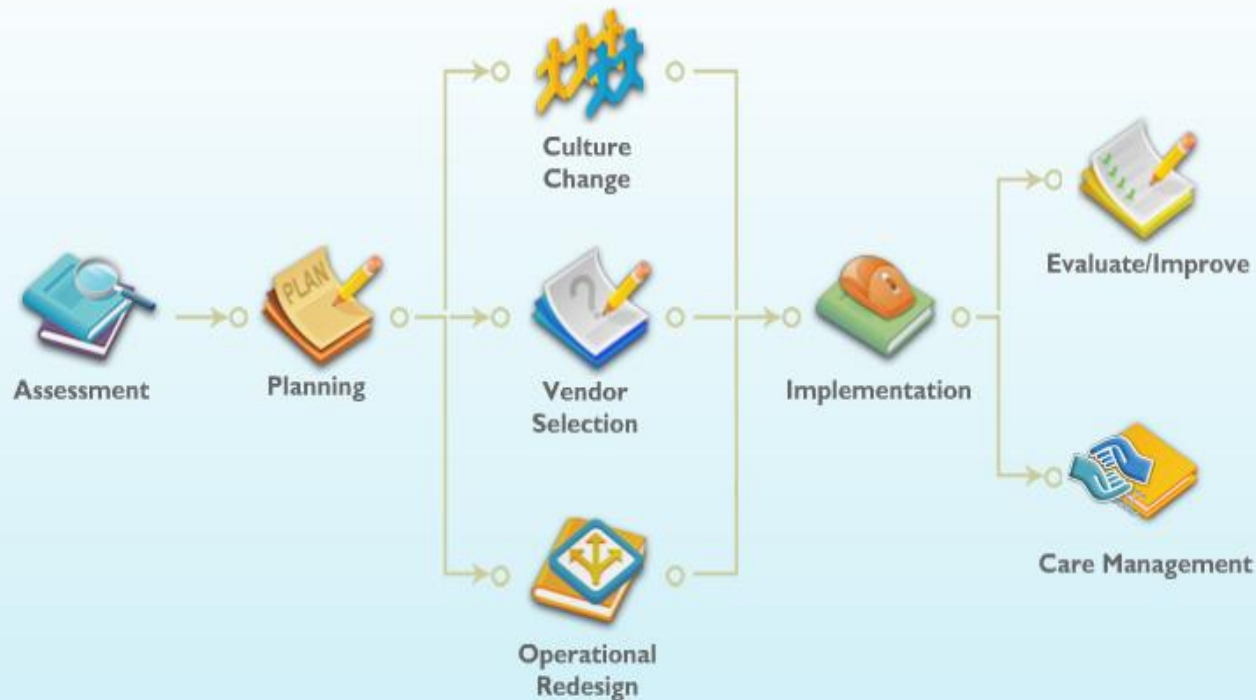 Culture
Change
Evaluate/Improve
PLAN
?
Assessment
Planning
Vendor
Selection
Implementation
Care Management
Operational
Redesign